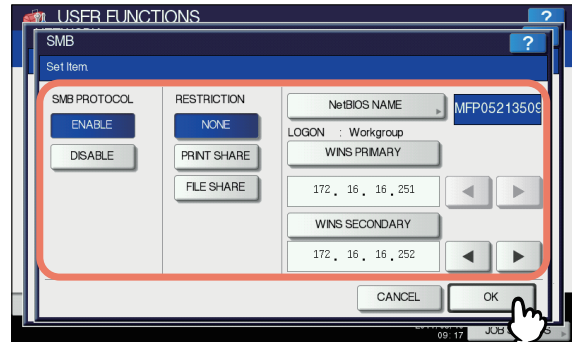 USER FUNCTIONS
?
SMB
?
Set Item.
SMB PROTOCOL
ENABLE
DISABLE
RESTRICTION
NONE
PRINT SHARE
FILE SHARE
NetBIOS NAME
MFP05213509
LOGON : Workgroup
WINS PRIMARY
172. 16. 16.251
WINS SECONDARY
172. 16. 16.252
CANCEL
OK
09:17
JOB